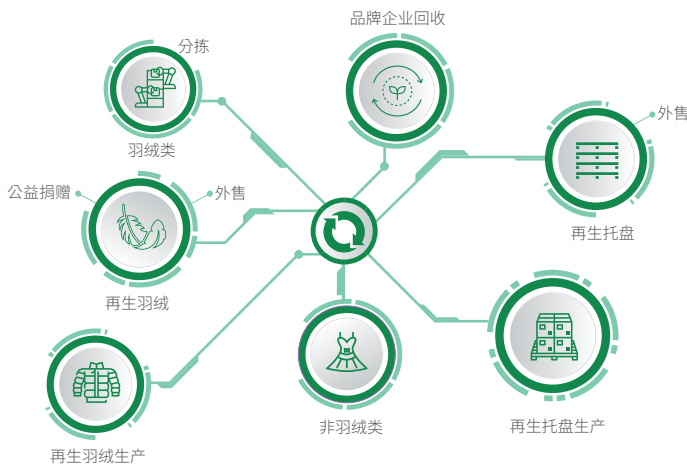 品牌企业回收
分拣
羽绒类
外售
公益捐赠
外售
再生托盘
再生羽绒
非羽绒类
再生托盘生产
再生羽绒生产